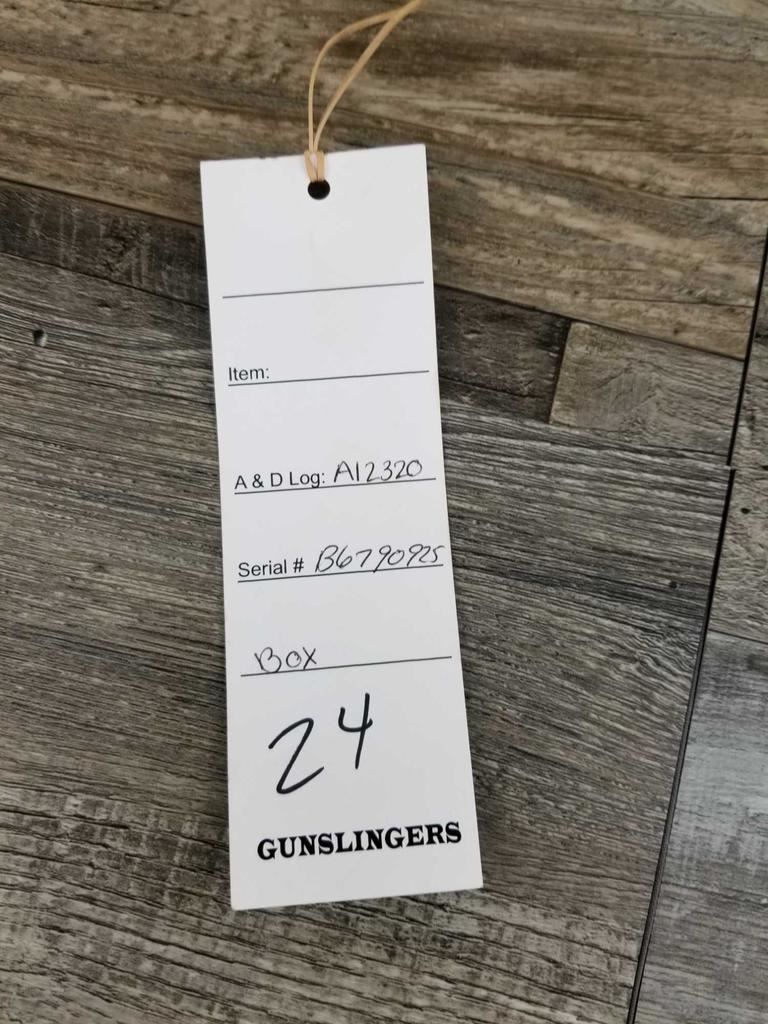 Item:
A & D Log: A12320
Serial # B6790925
Box
24
GUNSLINGERS